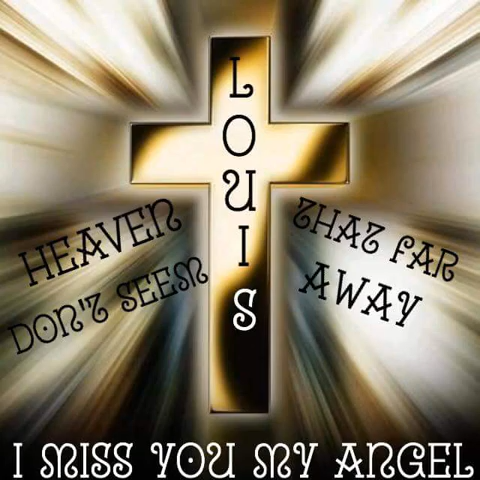 LOUIS
HEAVEN
DON'T SEEM
THAT FAR
AWAY
I MISS YOU MY ANGEL